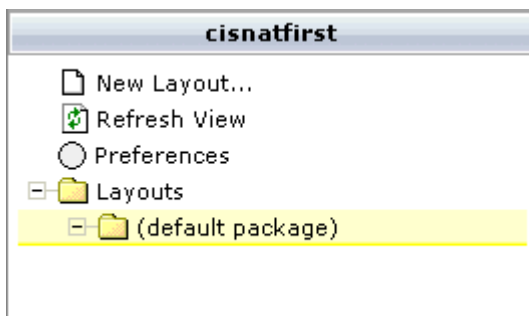 cisnatfirst
New Layout...
Refresh View
Preferences
Layouts
(default package)